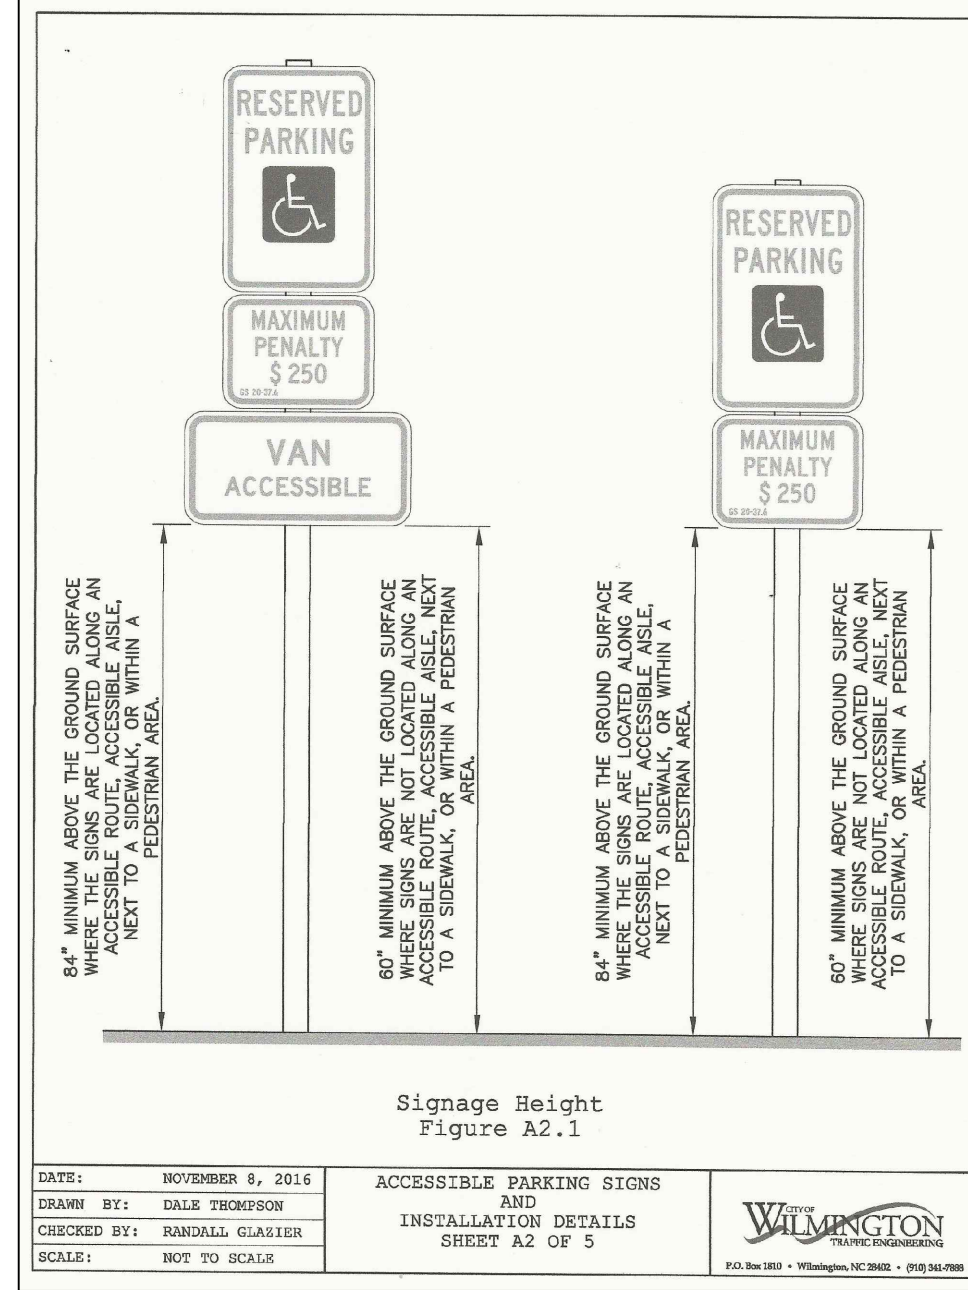 RESERVED
PARKING
MAXIMUM
PENALTY
$ 250
GS 20-37.6
VAN
ACCESSIBLE
RESERVED
PARKING
MAXIMUM
PENALTY
$ 250
GS 20-37.6
84" MINIMUM ABOVE THE GROUND SURFACE
WHERE THE SIGNS ARE LOCATED ALONG AN
ACCESSIBLE ROUTE, ACCESSIBLE AISLE,
NEXT TO A SIDEWALK, OR WITHIN A
PEDESTRIAN AREA.
60" MINIMUM ABOVE THE GROUND SURFACE
WHERE SIGNS ARE NOT LOCATED ALONG AN
ACCESSIBLE ROUTE, ACCESSIBLE AISLE, NEXT
TO A SIDEWALK, OR WITHIN A PEDESTRIAN
AREA.
84" MINIMUM ABOVE THE GROUND SURFACE
WHERE THE SIGNS ARE LOCATED ALONG AN
ACCESSIBLE ROUTE, ACCESSIBLE AISLE,
NEXT TO A SIDEWALK, OR WITHIN A
PEDESTRIAN AREA.
60" MINIMUM ABOVE THE GROUND SURFACE
WHERE SIGNS ARE NOT LOCATED ALONG AN
ACCESSIBLE ROUTE, ACCESSIBLE AISLE, NEXT
TO A SIDEWALK, OR WITHIN A PEDESTRIAN
AREA.
Signage Height
Figure A2.1
DATE: NOVEMBER 8, 2016
DRAWN BY: DALE THOMPSON
CHECKED BY: RANDALL GLAZIER
SCALE: NOT TO SCALE
ACCESSIBLE PARKING SIGNS
AND
INSTALLATION DETAILS
SHEET A2 OF 5
CITY OF
WILMINGTON
TRAFFIC ENGINEERING
P.O. Box 1810 • Wilmington, NC 28402 • (910) 341-7888